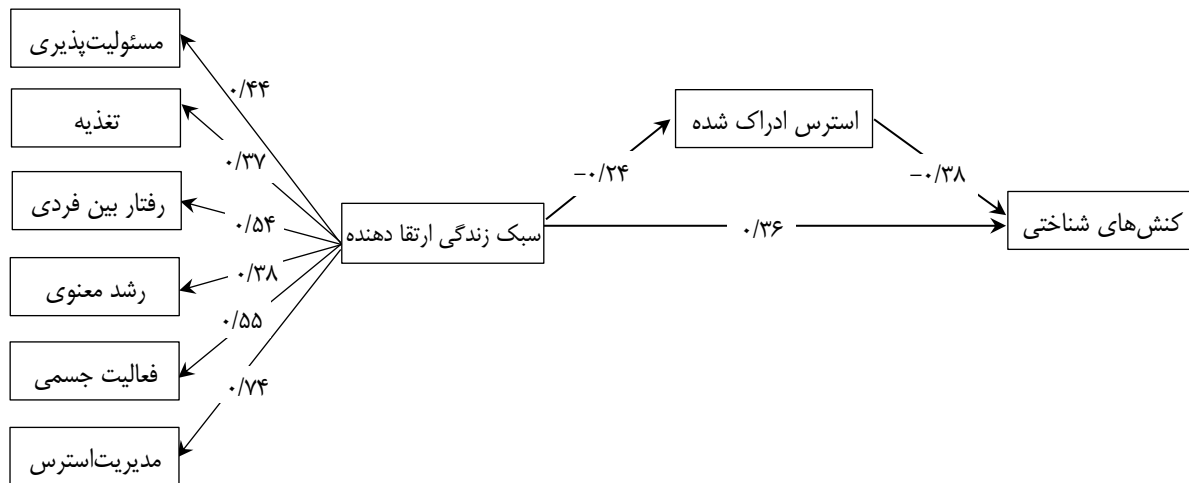 مسئولیت‌پذیری
۰/۴۴
تغذیه
۰/۳۷
رفتار بین فردی
۰/۵۴
رشد معنوی
۰/۳۸
فعالیت جسمی
۰/۵۵
مدیریت‌استرس
۰/۷۴
سبک زندگی ارتقا دهنده
-۰/۲۴
استرس ادراک شده
-۰/۳۸
۰/۳۶
کنش‌های شناختی